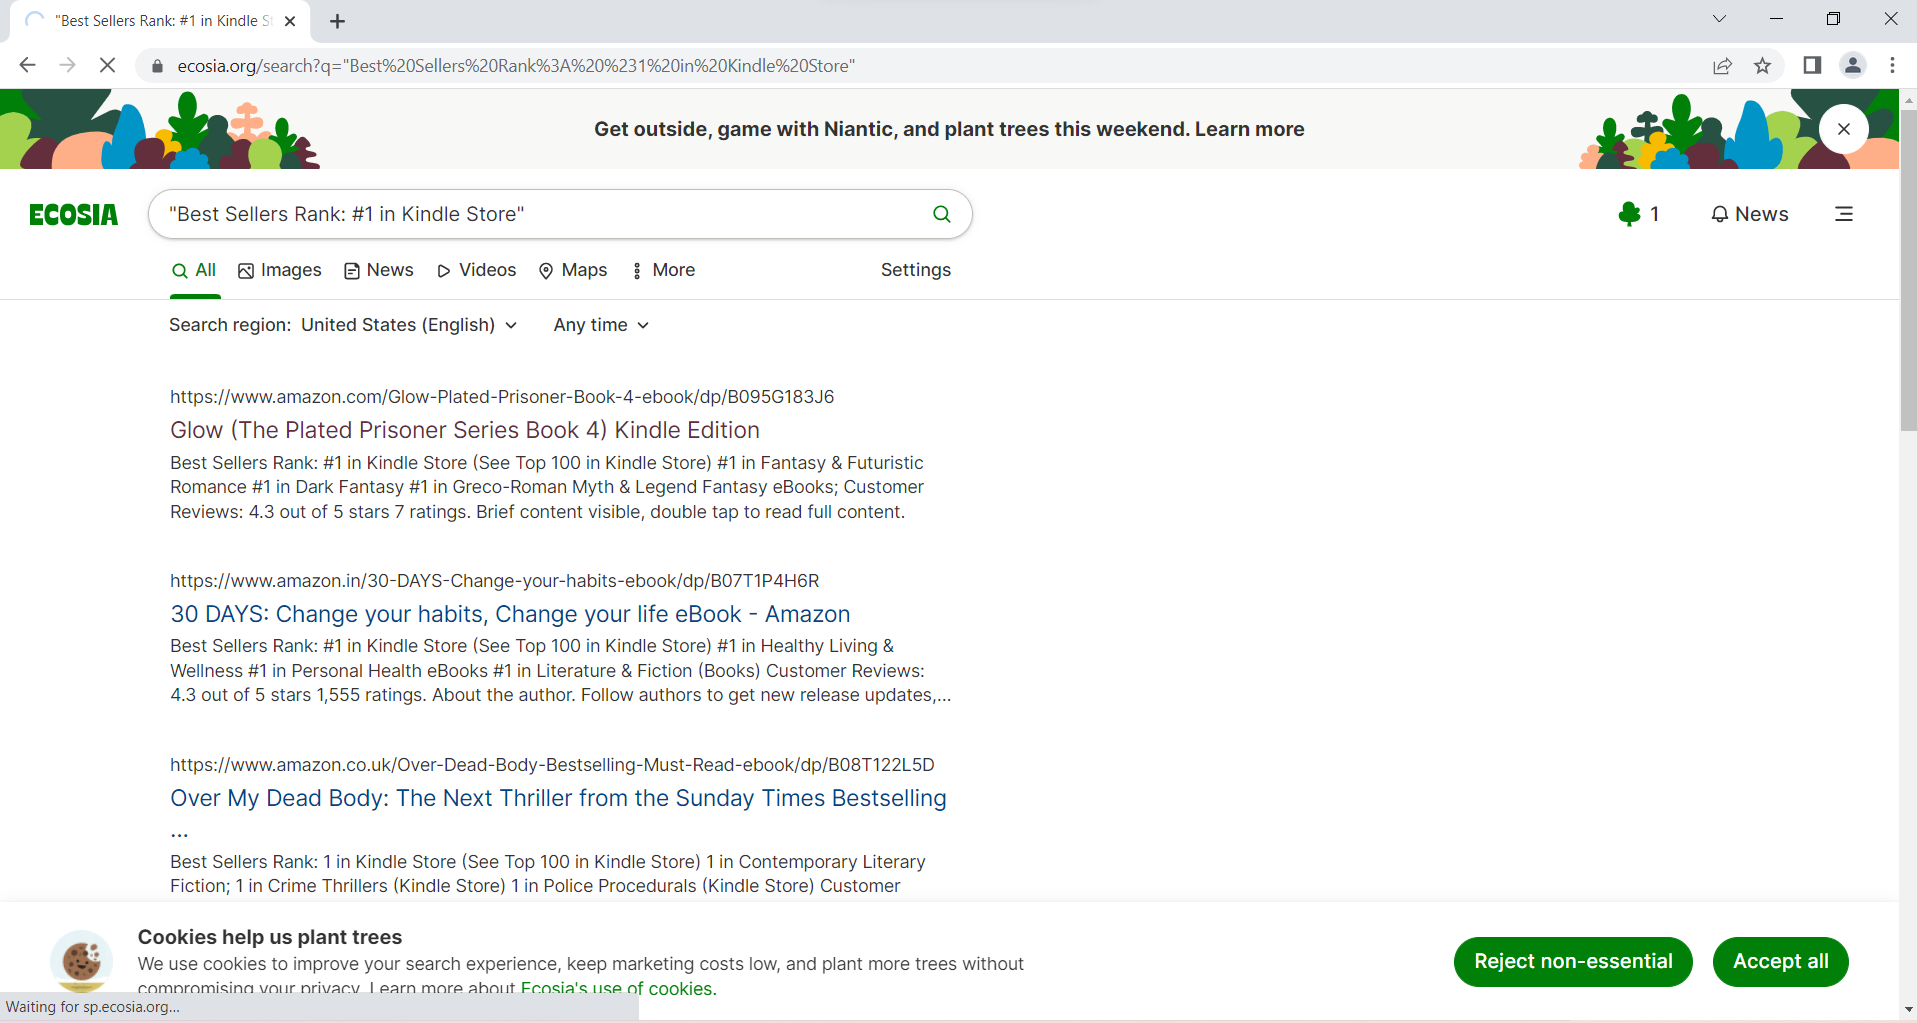 "Best Sellers Rank: #1 in Kindle St
ecosia.org/search?q="Best%20Sellers%20Rank%3A%20%231%20in%20Kindle%20Store"
Get outside, game with Niantic, and plant trees this weekend. Learn more
ECOSIA
"Best Sellers Rank: #1 in Kindle Store"
1
News
All
Images
News
Videos
Maps
More
Settings
Search region: United States (English)
Any time
https://www.amazon.com/Glow-Plated-Prisoner-Book-4-ebook/dp/B095G183J6
Glow (The Plated Prisoner Series Book 4) Kindle Edition
Best Sellers Rank: #1 in Kindle Store (See Top 100 in Kindle Store) #1 in Fantasy & Futuristic
Romance #1 in Dark Fantasy #1 in Greco-Roman Myth & Legend Fantasy eBooks; Customer
Reviews: 4.3 out of 5 stars 7 ratings. Brief content visible, double tap to read full content.
https://www.amazon.in/30-DAYS-Change-your-habits-ebook/dp/B07T1P4H6R
30 DAYS: Change your habits, Change your life eBook - Amazon
Best Sellers Rank: #1 in Kindle Store (See Top 100 in Kindle Store) #1 in Healthy Living &
Wellness #1 in Personal Health eBooks #1 in Literature & Fiction (Books) Customer Reviews:
4.3 out of 5 stars 1,555 ratings. About the author. Follow authors to get new release updates,...
https://www.amazon.co.uk/Over-Dead-Body-Bestselling-Must-Read-ebook/dp/B08T122L5D
Over My Dead Body: The Next Thriller from the Sunday Times Bestselling
...
Best Sellers Rank: 1 in Kindle Store (See Top 100 in Kindle Store) 1 in Contemporary Literary
Fiction; 1 in Crime Thrillers (Kindle Store) 1 in Police Procedurals (Kindle Store) Customer
Cookies help us plant trees
We use cookies to improve your search experience, keep marketing costs low, and plant more trees without
compromising your privacy. Learn more about Ecosia's use of cookies.
Reject non-essential
Accept all
Waiting for sp.ecosia.org...